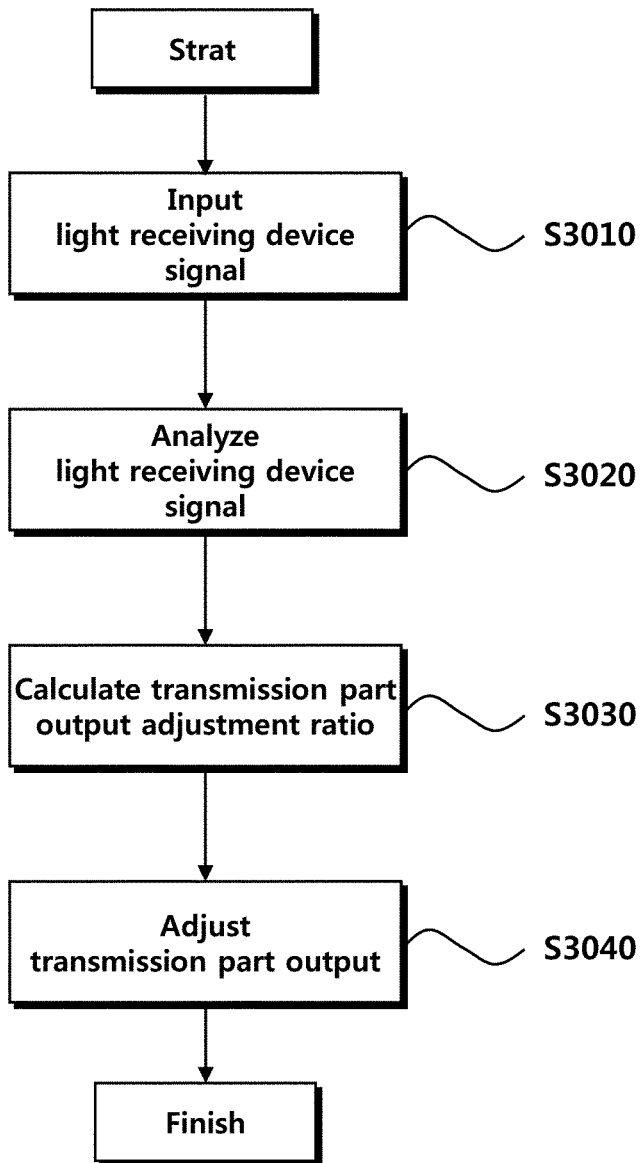 Strat
Input
light receiving device
signal
S3010
Analyze
light receiving device
signal
S3020
Calculate transmission part
output adjustment ratio
S3030
Adjust
transmission part output
S3040
Finish